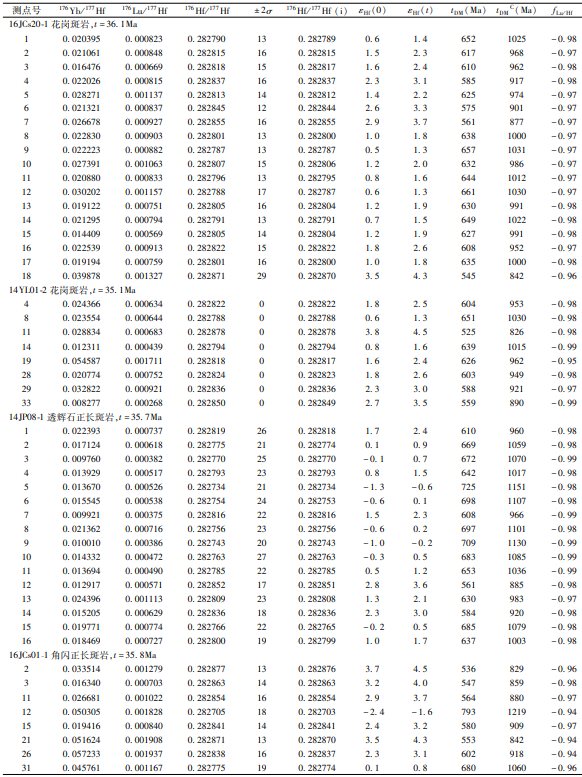 测点号 ¹⁷⁶Yb/¹⁷⁷Hf ¹⁷⁶Lu/¹⁷⁷Hf ¹⁷⁶Hf/¹⁷⁷Hf ±2σ ¹⁷⁶Hf/¹⁷⁷Hf (i) εHf(0) εHf(t) tDM(Ma) tDMᶜ(Ma) fLu/Hf
16JCs20-1 花岗斑岩,t=36.1Ma
1 0.020395 0.000823 0.282790 13 0.282789 0.6 1.4 652 1025 -0.98
2 0.021061 0.000848 0.282815 16 0.282815 1.5 2.3 617 968 -0.97
3 0.016476 0.000669 0.282818 15 0.282817 1.6 2.4 610 962 -0.98
4 0.022026 0.000815 0.282837 16 0.282837 2.3 3.1 585 917 -0.98
5 0.028271 0.001137 0.282813 14 0.282812 1.4 2.2 625 974 -0.97
6 0.021321 0.000837 0.282845 12 0.282844 2.6 3.3 575 901 -0.97
7 0.026678 0.000927 0.282855 16 0.282855 2.9 3.7 561 877 -0.97
8 0.022830 0.000903 0.282801 13 0.282800 1.0 1.8 638 1000 -0.97
9 0.022223 0.000882 0.282787 13 0.282787 0.5 1.3 657 1031 -0.97
10 0.027391 0.001063 0.282807 15 0.282806 1.2 2.0 632 986 -0.97
11 0.020880 0.000833 0.282796 13 0.282795 0.8 1.6 644 1012 -0.97
12 0.030202 0.001157 0.282788 17 0.282787 0.6 1.3 661 1030 -0.97
13 0.019122 0.000751 0.282805 16 0.282804 1.2 1.9 630 991 -0.98
14 0.021295 0.000794 0.282791 13 0.282791 0.7 1.5 649 1022 -0.98
15 0.014409 0.000569 0.282805 14 0.282804 1.2 1.9 627 991 -0.98
16 0.022539 0.000913 0.282822 15 0.282822 1.8 2.6 608 952 -0.97
17 0.019194 0.000759 0.282801 16 0.282800 1.0 1.8 635 1000 -0.98
18 0.039878 0.001327 0.282871 29 0.282870 3.5 4.3 545 842 -0.96
14YL01-2 花岗斑岩,t=35.1Ma
4 0.024366 0.000634 0.282822 0 0.282822 1.8 2.5 604 953 -0.98
8 0.023554 0.000644 0.282788 0 0.282788 0.6 1.3 651 1030 -0.98
11 0.028834 0.000683 0.282878 0 0.282878 3.8 4.5 525 826 -0.98
14 0.012311 0.000439 0.282794 0 0.282794 0.8 1.6 639 1015 -0.99
19 0.054587 0.001711 0.282818 0 0.282817 1.6 2.4 626 962 -0.95
28 0.020774 0.000752 0.282824 0 0.282823 1.8 2.6 603 949 -0.98
29 0.032822 0.000921 0.282836 0 0.282836 2.3 3.0 588 921 -0.97
33 0.008277 0.000268 0.282850 0 0.282849 2.7 3.5 559 890 -0.99
14JP08-1 透辉石正长斑岩,t=35.7Ma
1 0.022393 0.000737 0.282819 26 0.282818 1.7 2.4 610 960 -0.98
2 0.017124 0.000618 0.282775 21 0.282774 0.1 0.9 669 1059 -0.98
3 0.009760 0.000382 0.282770 25 0.282770 -0.1 0.7 672 1070 -0.99
4 0.013929 0.000517 0.282793 23 0.282793 0.8 1.5 642 1017 -0.98
5 0.013670 0.000526 0.282734 21 0.282734 -1.3 -0.6 725 1151 -0.98
6 0.015545 0.000538 0.282754 24 0.282753 -0.6 0.1 698 1107 -0.98
7 0.009921 0.000375 0.282816 22 0.282816 1.5 2.3 608 966 -0.99
8 0.021362 0.000716 0.282756 23 0.282756 -0.6 0.2 697 1101 -0.98
9 0.010010 0.000386 0.282743 20 0.282743 -1.0 -0.2 709 1130 -0.99
10 0.014332 0.000472 0.282763 27 0.282763 -0.3 0.5 683 1085 -0.99
11 0.013694 0.000490 0.282785 22 0.282785 0.5 1.2 653 1036 -0.99
12 0.012917 0.000571 0.282852 17 0.282851 2.8 3.6 561 885 -0.98
13 0.024396 0.001113 0.282809 23 0.282808 1.3 2.1 630 983 -0.97
14 0.015205 0.000629 0.282836 18 0.282836 2.3 3.0 584 920 -0.98
15 0.019771 0.000774 0.282766 22 0.282765 -0.2 0.5 685 1079 -0.98
16 0.018469 0.000727 0.282800 19 0.282799 1.0 1.7 637 1003 -0.98
16JCs01-1 角闪正长斑岩,t=35.8Ma
2 0.033514 0.001279 0.282877 13 0.282876 3.7 4.5 536 829 -0.96
3 0.016340 0.000703 0.282863 14 0.282863 3.2 4.0 547 859 -0.98
11 0.026681 0.001022 0.282854 16 0.282854 2.9 3.7 564 880 -0.97
12 0.050305 0.001828 0.282705 18 0.282703 -2.4 -1.6 793 1219 -0.94
15 0.019416 0.000840 0.282841 14 0.282841 2.4 3.2 580 909 -0.97
21 0.051624 0.001908 0.282871 13 0.282870 3.5 4.3 553 842 -0.94
26 0.057233 0.001937 0.282838 16 0.282837 2.3 3.1 602 918 -0.94
31 0.045761 0.001167 0.282775 19 0.282774 0.1 0.8 680 1060 -0.96